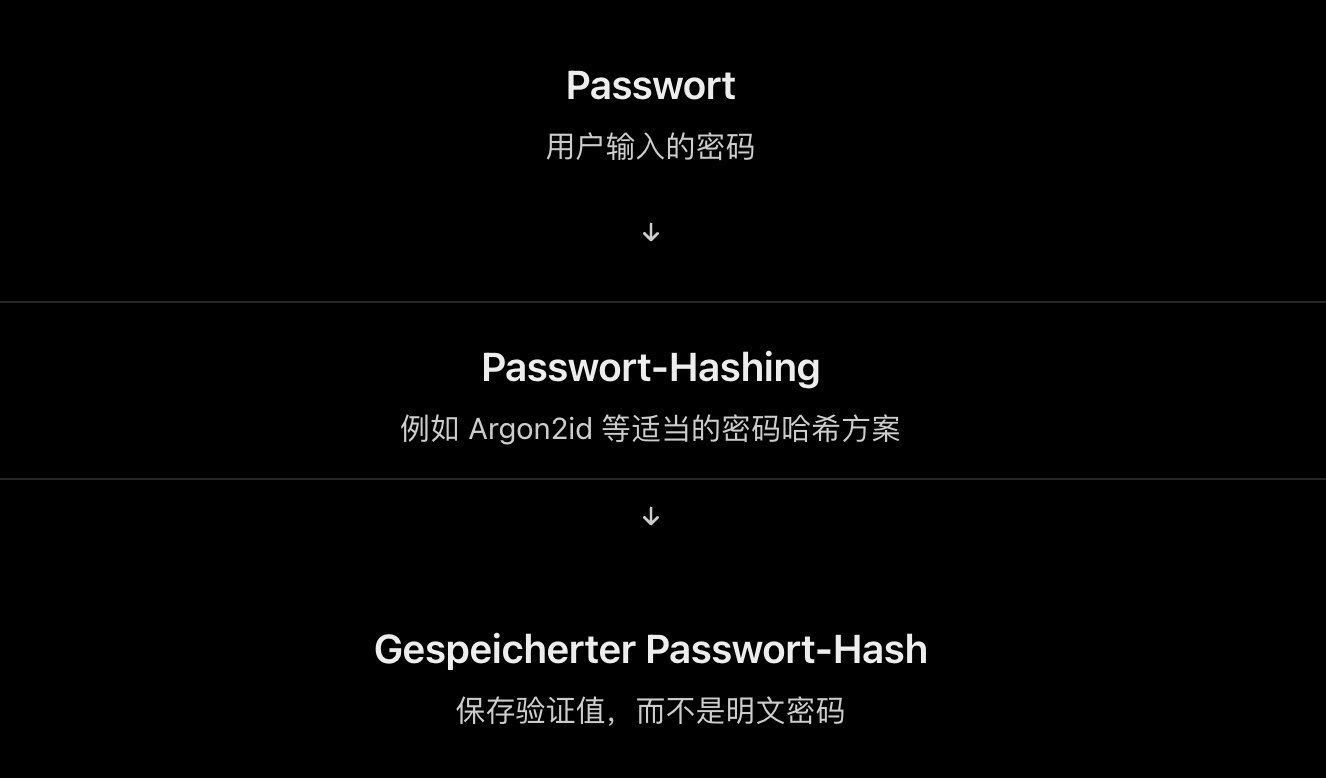 Passwort
用户输入的密码
↓
Passwort-Hashing
例如 Argon2id 等适当的密码哈希方案
↓
Gespeicherter Passwort-Hash
保存验证值，而不是明文密码